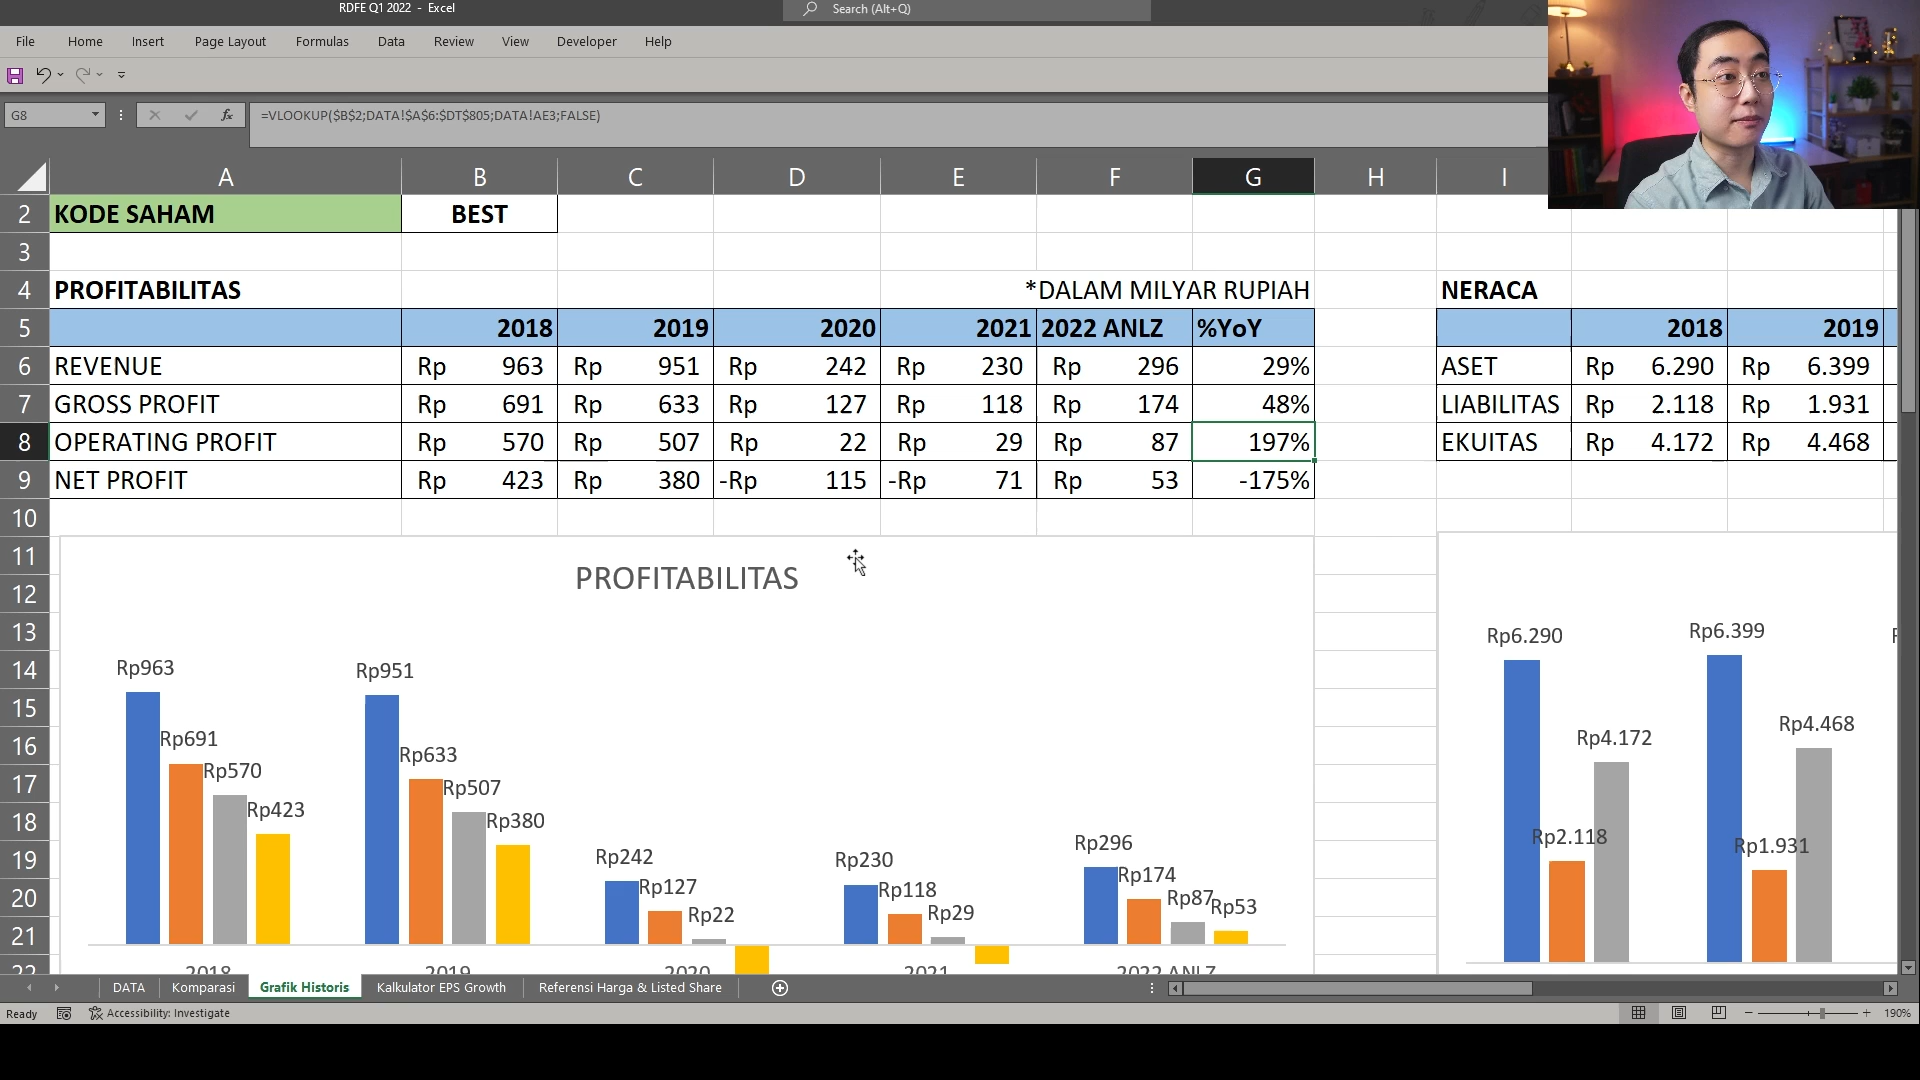 RDFE Q1 2022 - Excel
Search (Alt+Q)
File Home Insert Page Layout Formulas Data Review View Developer Help
G8 fx =VLOOKUP($B$2;DATA!$A$6:$DT$805;DATA!AE3;FALSE)
A B C D E F G H I
2 KODE SAHAM BEST
3
4 PROFITABILITAS *DALAM MILYAR RUPIAH NERACA
5 2018 2019 2020 2021 2022 ANLZ %YoY 2018 2019
6 REVENUE Rp 963 Rp 951 Rp 242 Rp 230 Rp 296 29% ASET Rp 6.290 Rp 6.399
7 GROSS PROFIT Rp 691 Rp 633 Rp 127 Rp 118 Rp 174 48% LIABILITAS Rp 2.118 Rp 1.931
8 OPERATING PROFIT Rp 570 Rp 507 Rp 22 Rp 29 Rp 87 197% EKUITAS Rp 4.172 Rp 4.468
9 NET PROFIT Rp 423 Rp 380 -Rp 115 -Rp 71 Rp 53 -175%
10
11
12 PROFITABILITAS
13 Rp6.290 Rp6.399
14 Rp963 Rp951
15
16 Rp691 Rp633 Rp4.172 Rp4.468
17 Rp570 Rp507
18 Rp423 Rp380
19 Rp242 Rp230 Rp296 Rp2.118 Rp1.931
20 Rp127 Rp118 Rp174 Rp87 Rp53
21 Rp22 Rp29
22 2018 2019 2020 2021 2022 ANLZ
DATA Komparasi Grafik Historis Kalkulator EPS Growth Referensi Harga & Listed Share
Ready Accessibility: Investigate 190%